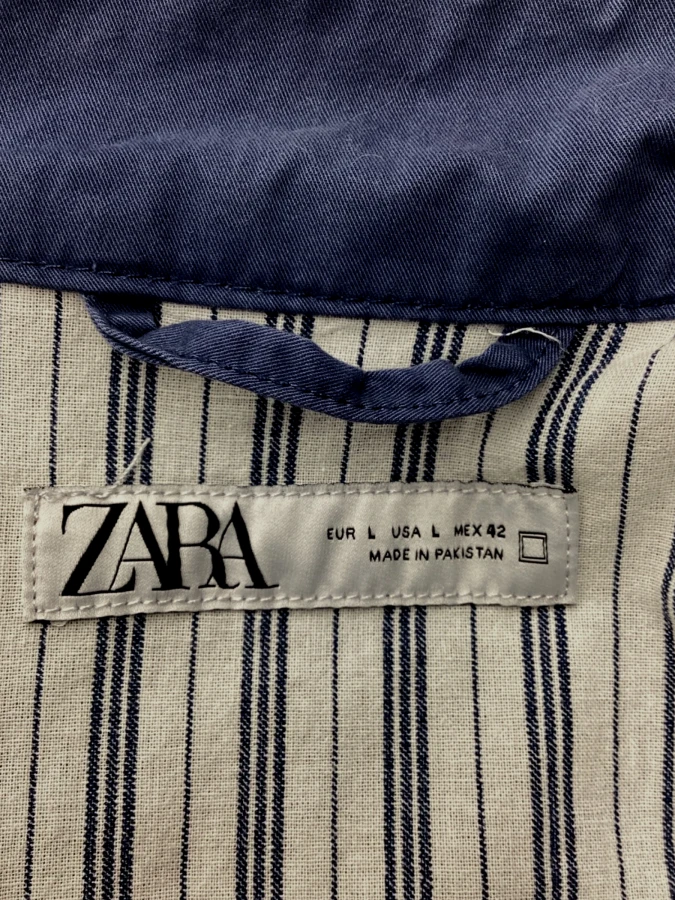 ZARA
EUR L USA L MEX 42
MADE IN PAKISTAN